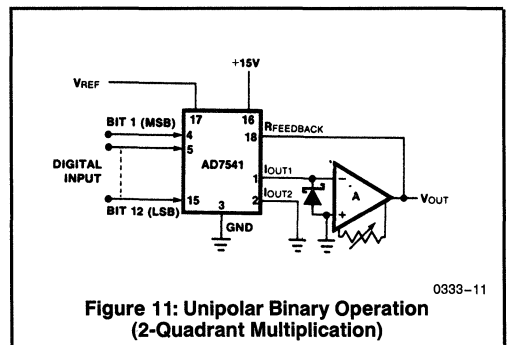 +15V
VREF
17
16
BIT 1 (MSB)
4
18
RFEEDBACK
5
DIGITAL
INPUT
AD7541
1
IOUT1
−
A
VOUT
IOUT2
2
+
BIT 12 (LSB)
15
3
GND
0333–11
Figure 11: Unipolar Binary Operation
(2-Quadrant Multiplication)